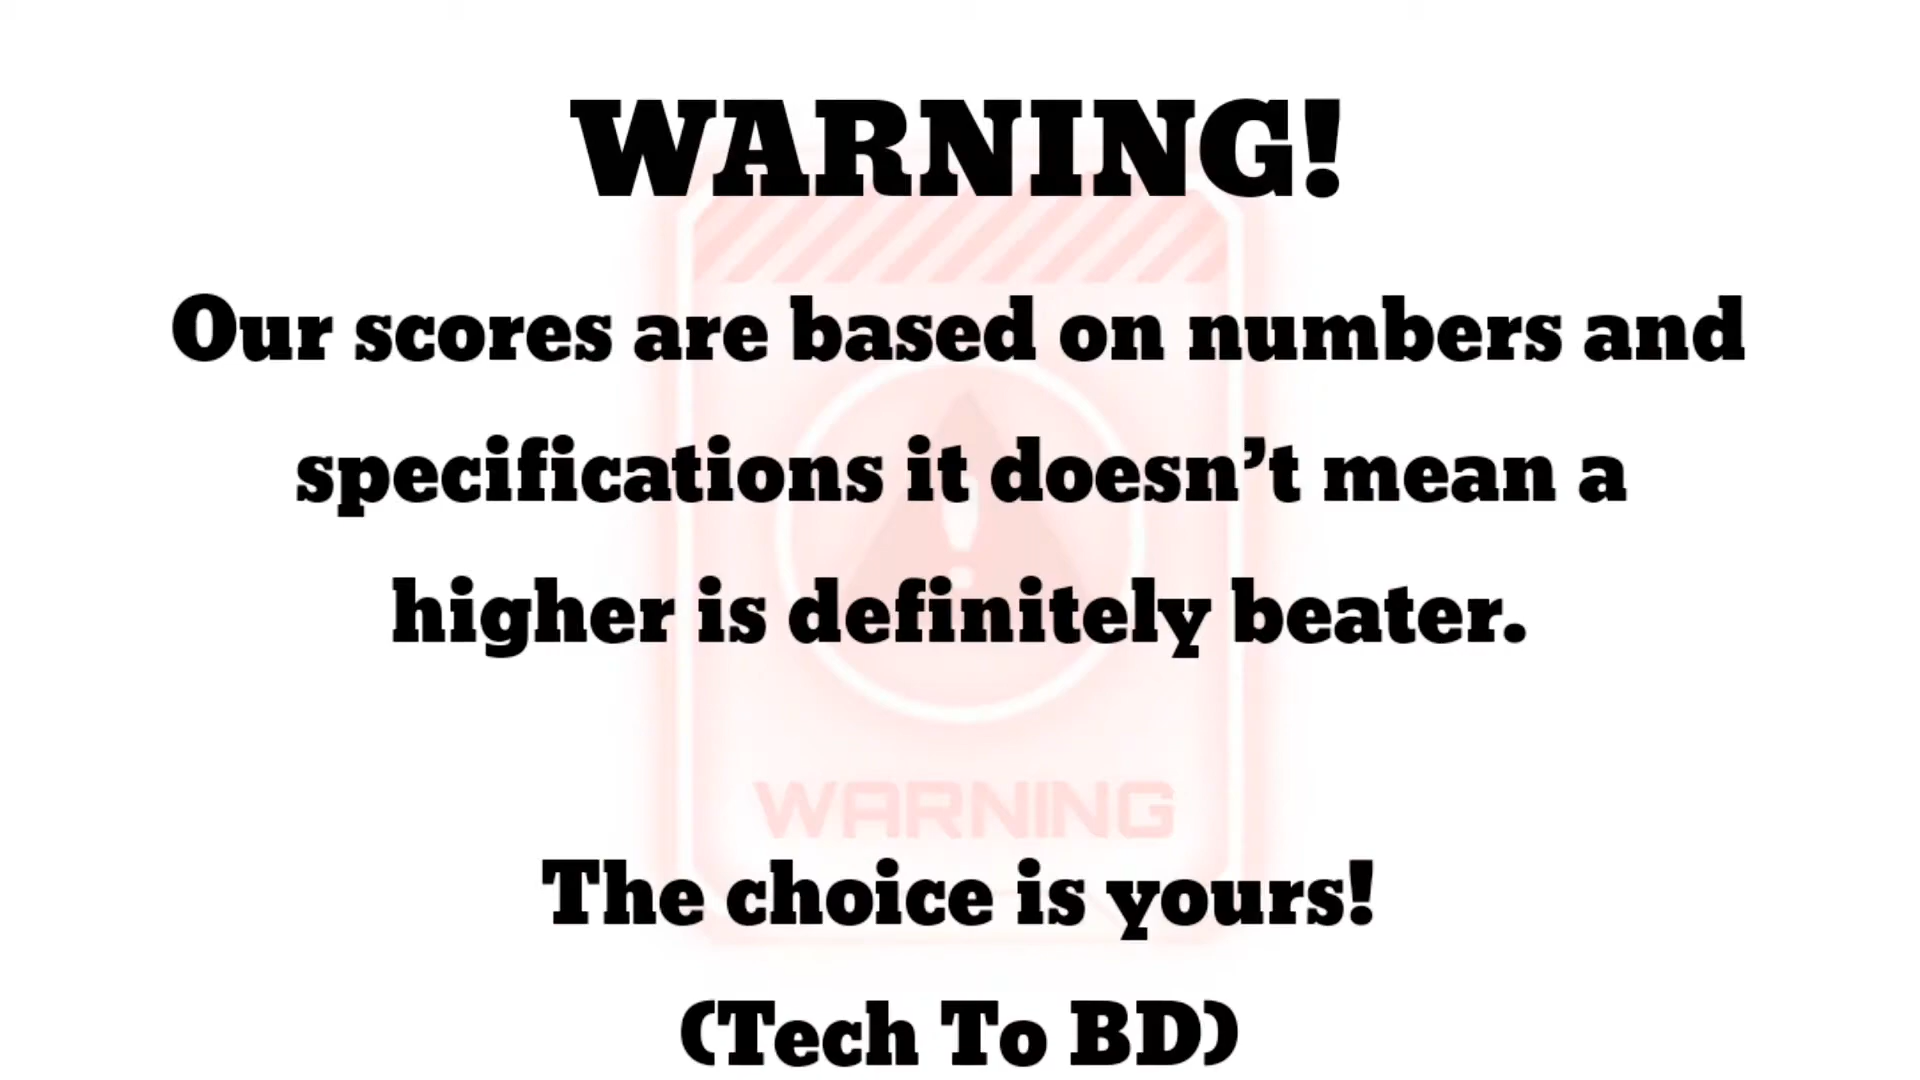 WARNING!
Our scores are based on numbers and
specifications it doesn’t mean a
higher is definitely beater.
WARNING
The choice is yours!
(Tech To BD)